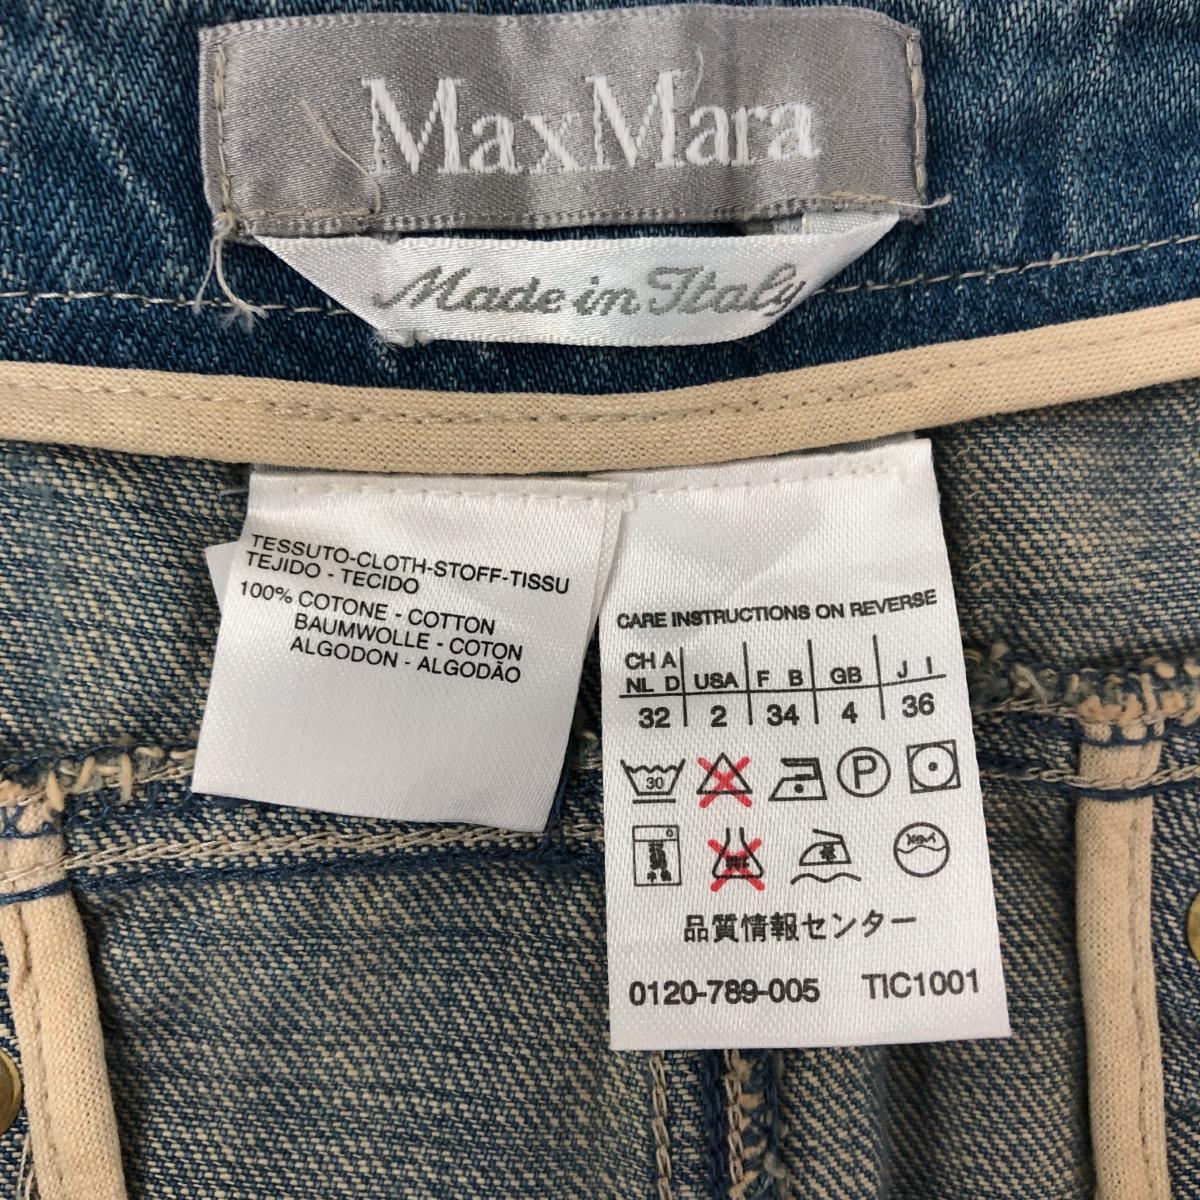 MaxMara
Made in Italy
TESSUTO-CLOTH-STOFF-TISSU
TEJIDO - TECIDO
100% COTONE - COTTON
BAUMWOLLE - COTON
ALGODON - ALGODÃO
CARE INSTRUCTIONS ON REVERSE
CH A USA F B GB J I
NL D
32 2 34 4 36
30 P
品質情報センター
0120-789-005 TIC1001